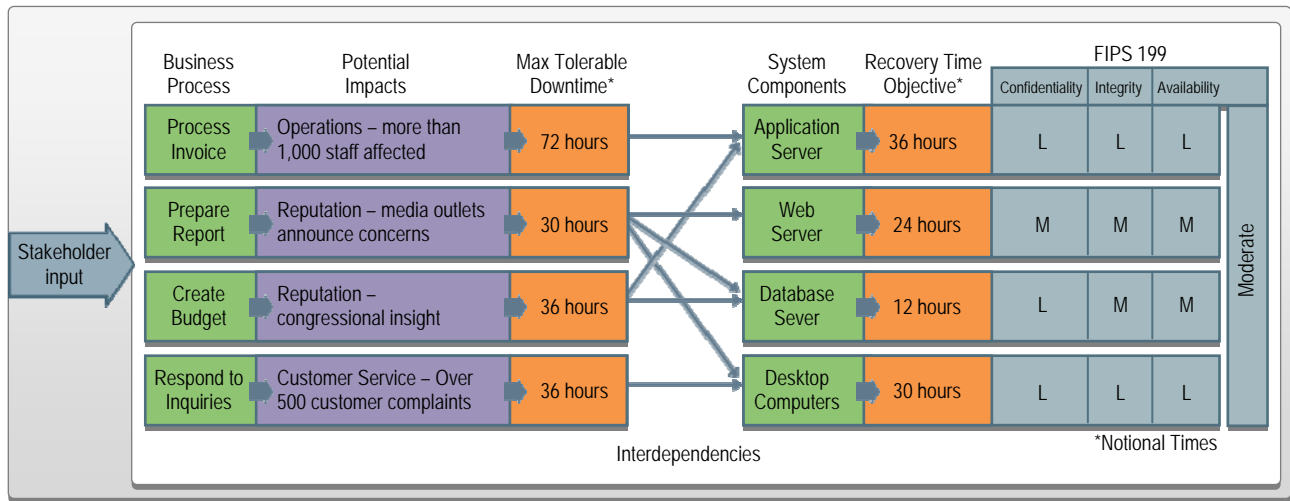 FIPS 199
Business
Process
Potential
Impacts
Max Tolerable
Downtime*
System
Components
Recovery Time
Objective*
Confidentiality
Integrity
Availability
Process
Invoice
Operations – more than
1,000 staff affected
72 hours
Application
Server
36 hours
L
L
L
Prepare
Report
Reputation – media outlets
announce concerns
30 hours
Web
Server
24 hours
M
M
M
Stakeholder
input
Moderate
Create
Budget
Reputation –
congressional insight
36 hours
Database
Sever
12 hours
L
M
M
Respond to
Inquiries
Customer Service – Over
500 customer complaints
36 hours
Desktop
Computers
30 hours
L
L
L
*Notional Times
Interdependencies